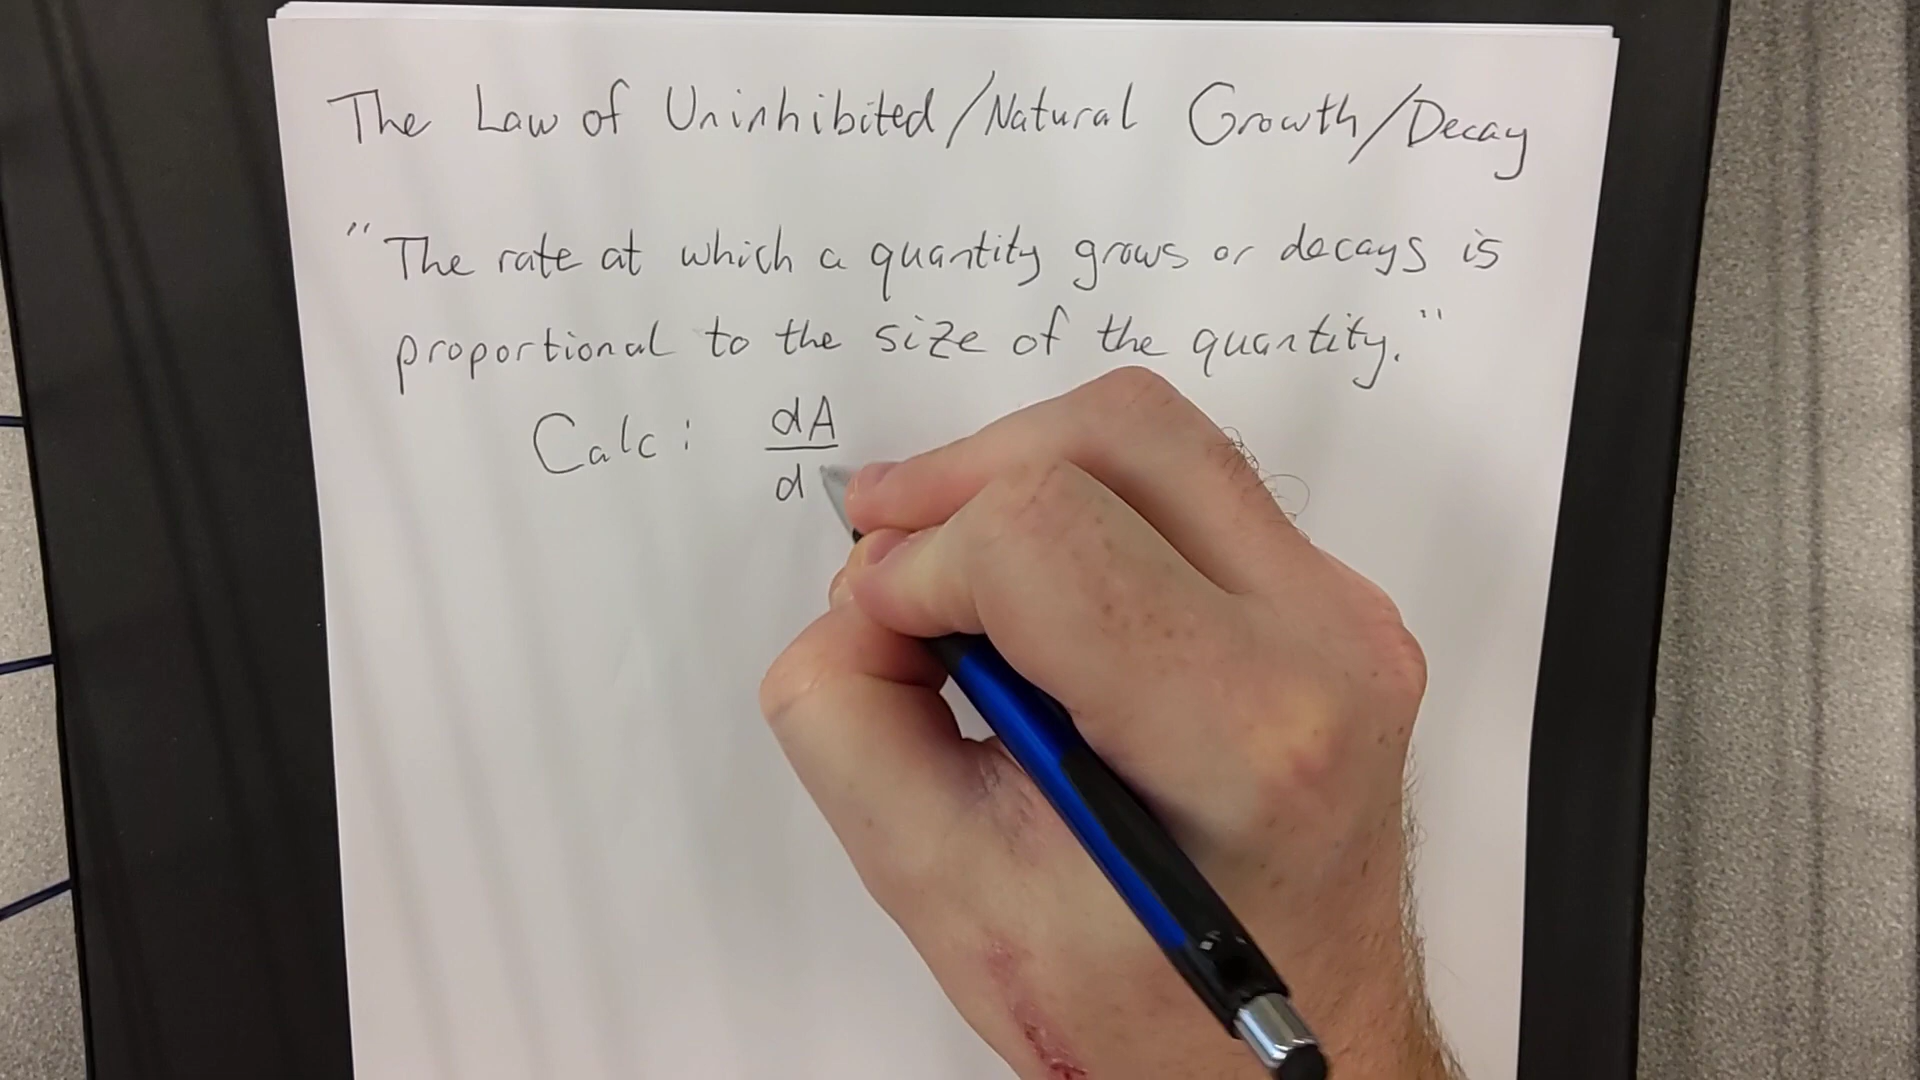 The Law of Uninhibited/Natural Growth/Decay
"The rate at which a quantity grows or decays is
proportional to the size of the quantity."
Calc: dA
d